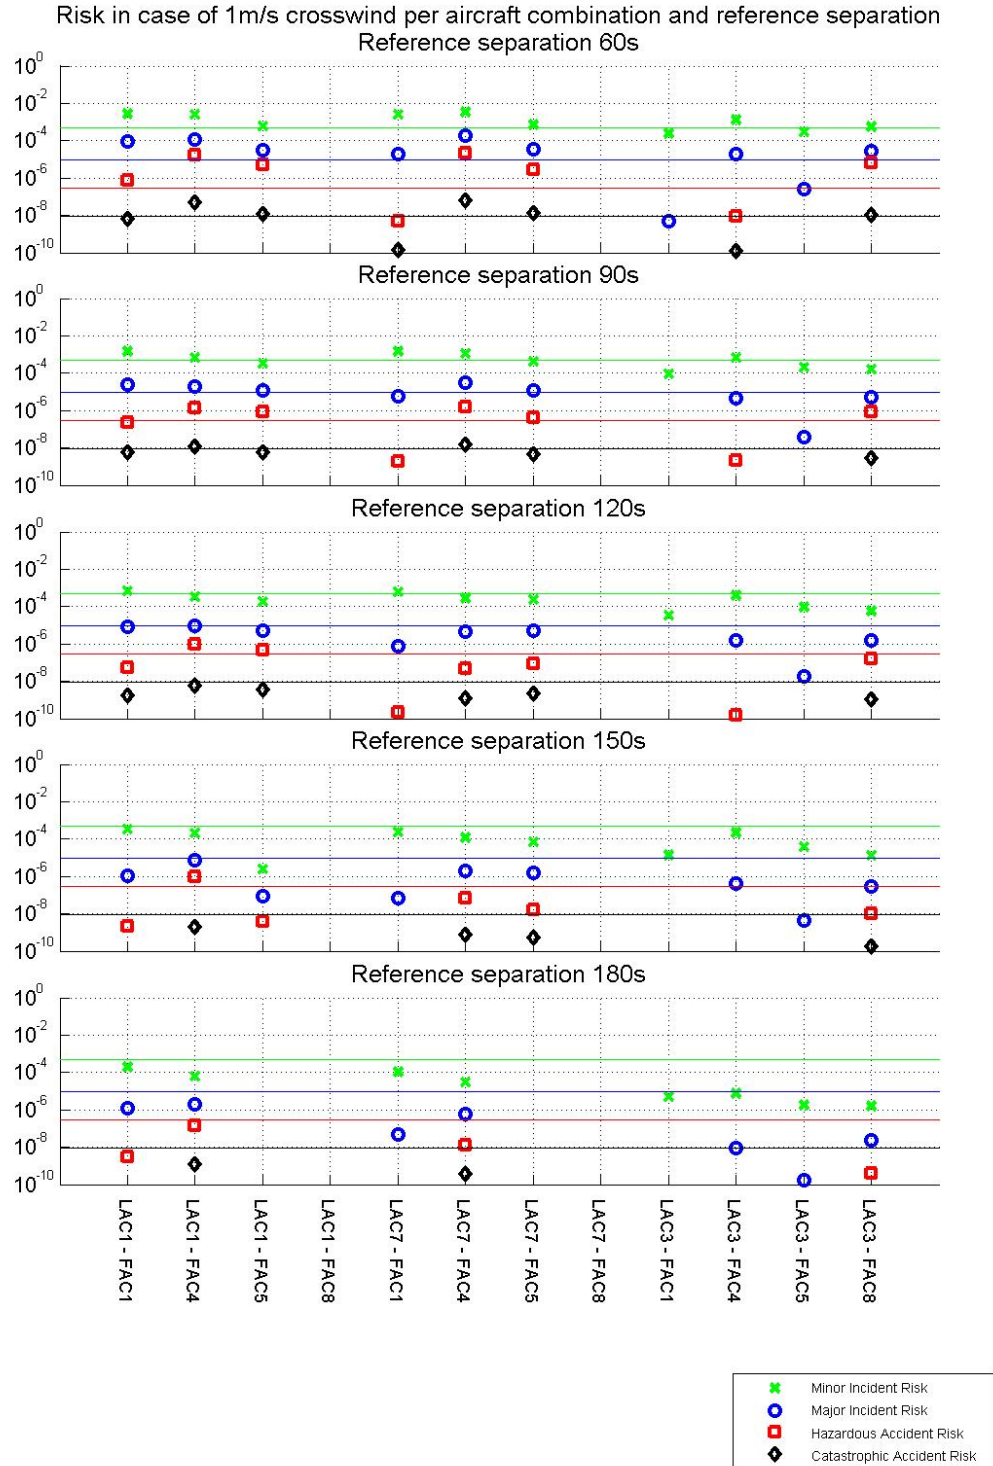 Risk in case of 1m/s crosswind per aircraft combination and reference separation
Reference separation 60s
10^0
10^-2
10^-4
10^-6
10^-8
10^-10
Reference separation 90s
10^0
10^-2
10^-4
10^-6
10^-8
10^-10
Reference separation 120s
10^0
10^-2
10^-4
10^-6
10^-8
10^-10
Reference separation 150s
10^0
10^-2
10^-4
10^-6
10^-8
10^-10
Reference separation 180s
10^0
10^-2
10^-4
10^-6
10^-8
10^-10
LAC1 - FAC1
LAC1 - FAC4
LAC1 - FAC5
LAC1 - FAC8
LAC7 - FAC1
LAC7 - FAC4
LAC7 - FAC5
LAC7 - FAC8
LAC3 - FAC1
LAC3 - FAC4
LAC3 - FAC5
LAC3 - FAC8
Minor Incident Risk
Major Incident Risk
Hazardous Accident Risk
Catastrophic Accident Risk